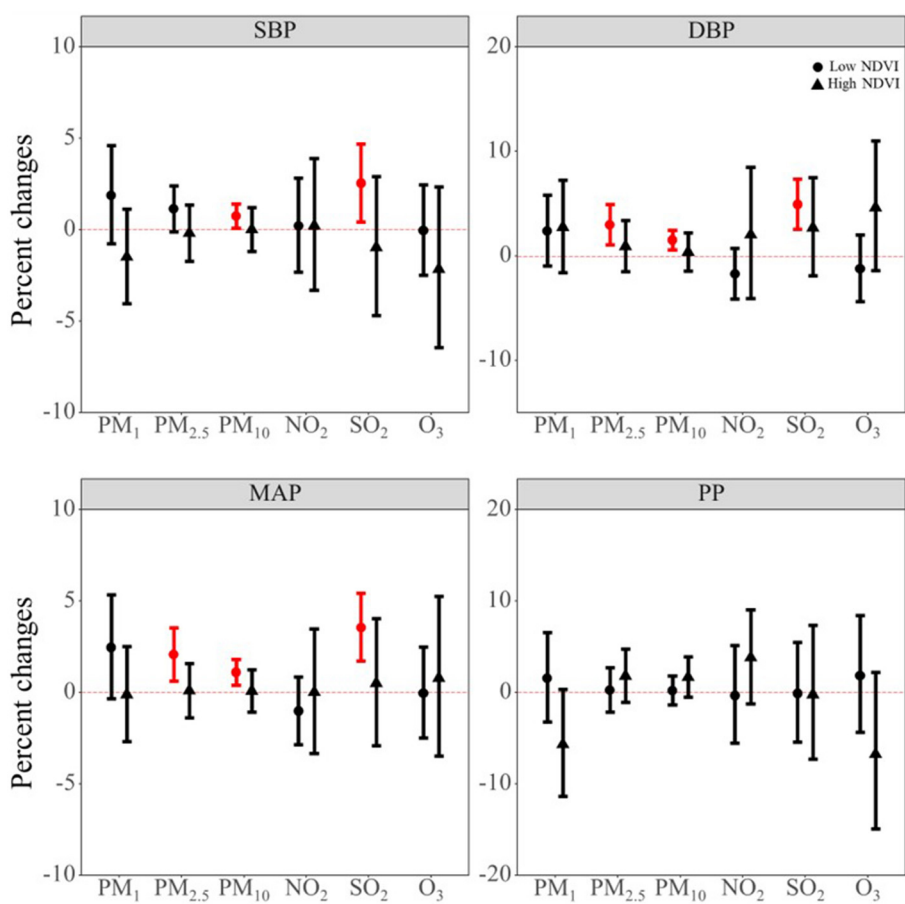 SBP
DBP
10
5
0
-5
-10
Percent changes
PM₁ PM₂.₅ PM₁₀ NO₂ SO₂ O₃
20
10
0
-10
Low NDVI
High NDVI
PM₁ PM₂.₅ PM₁₀ NO₂ SO₂ O₃
MAP
PP
10
5
0
-5
-10
Percent changes
PM₁ PM₂.₅ PM₁₀ NO₂ SO₂ O₃
20
10
0
-10
-20
PM₁ PM₂.₅ PM₁₀ NO₂ SO₂ O₃